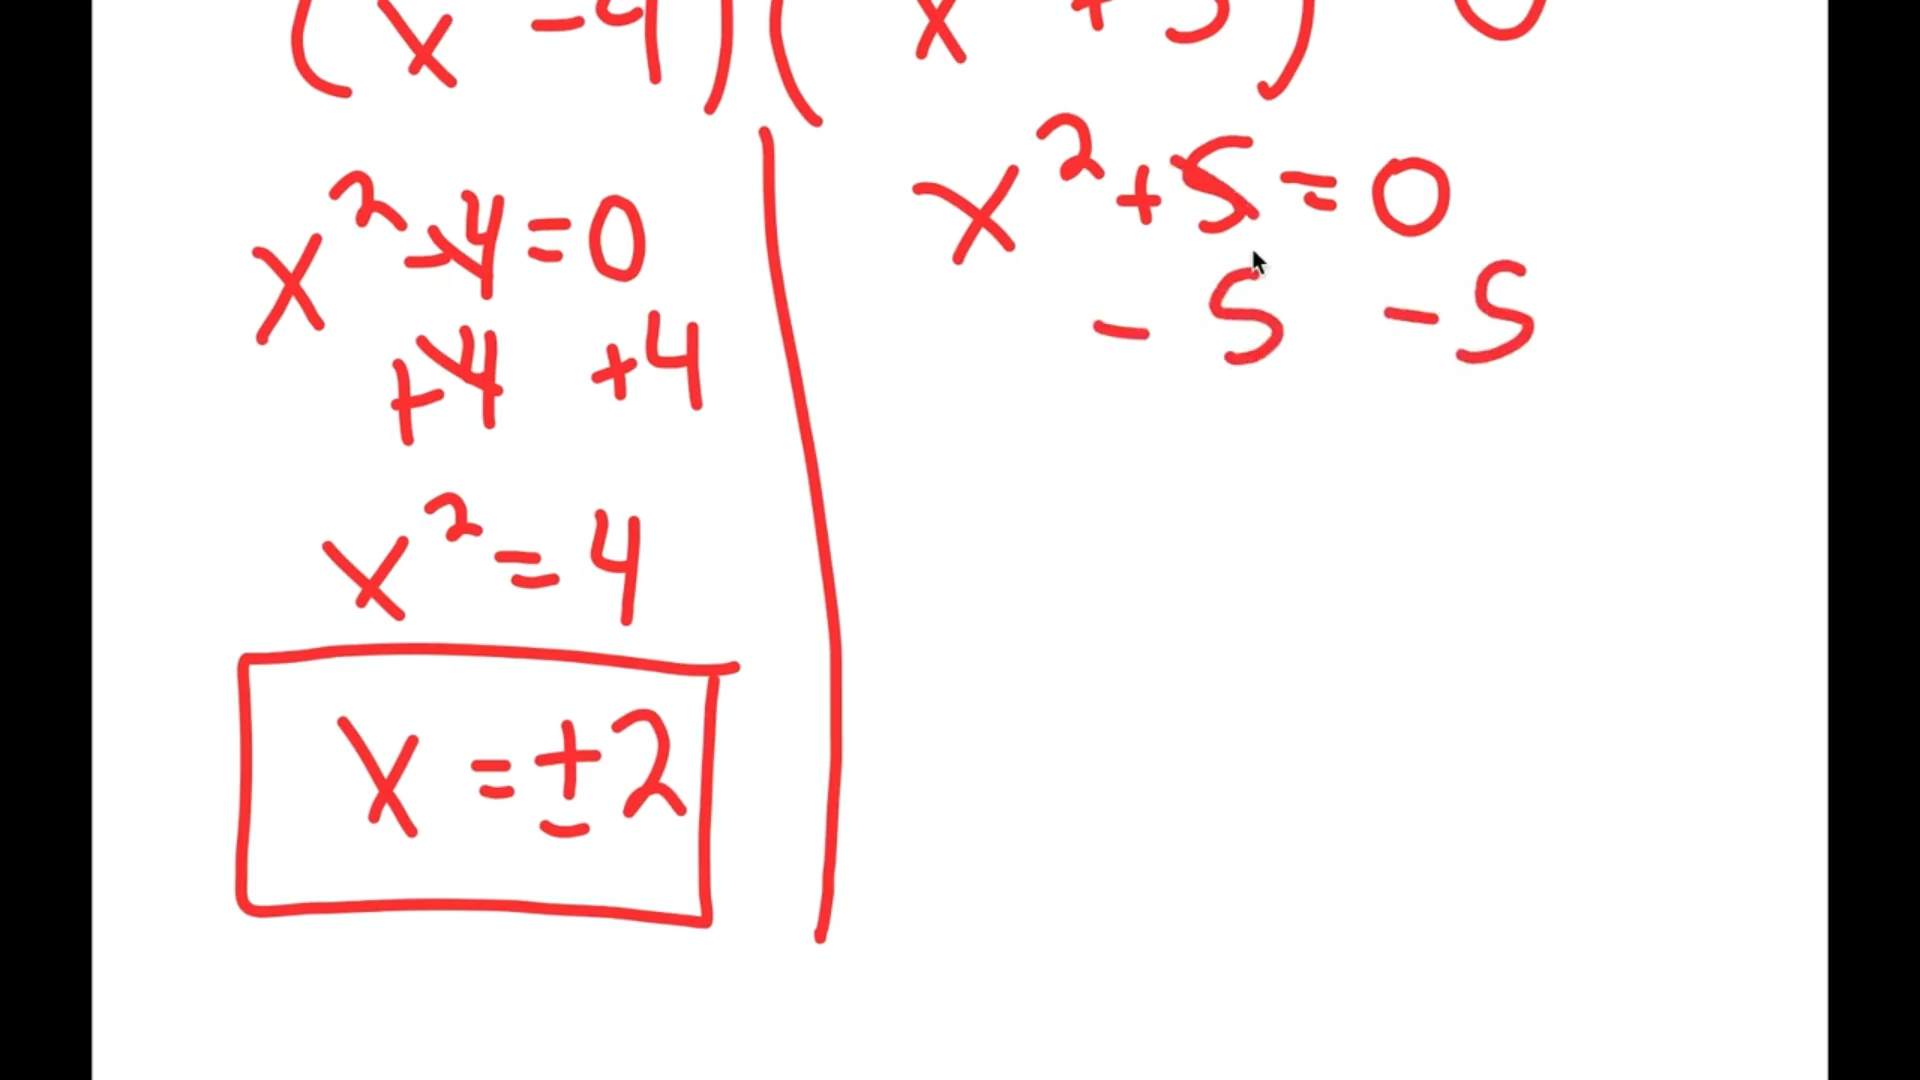 (x - 4)(x + 5) 0
x² - 4 = 0
+4 +4
x² = 4
x = ±2
x² + 5 = 0
- 5 - 5